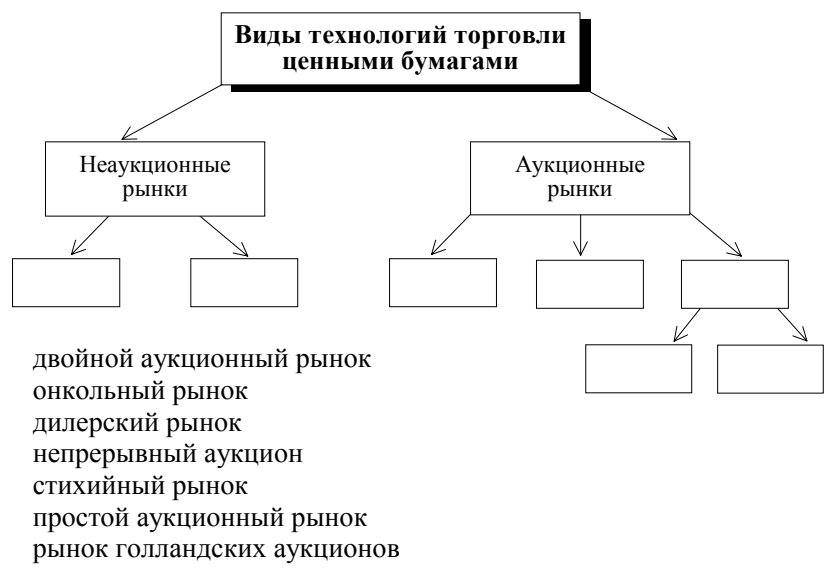 Виды технологий торговли
ценными бумагами
Неаукционные
рынки
Аукционные
рынки
двойной аукционный рынок
онкольный рынок
дилерский рынок
непрерывный аукцион
стихийный рынок
простой аукционный рынок
рынок голландских аукционов